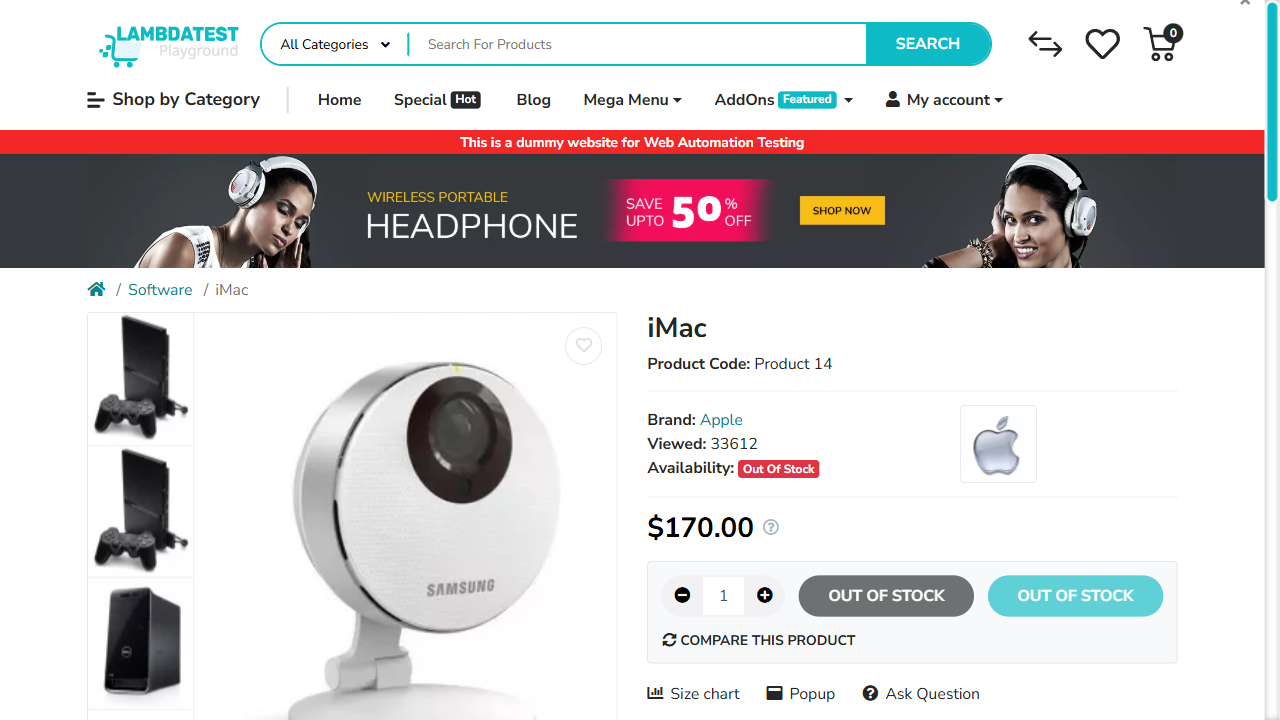 LAMBDATEST
Playground
All Categories
Search For Products
SEARCH
0
Shop by Category
Home
Special Hot
Blog
Mega Menu
AddOns Featured
My account
This is a dummy website for Web Automation Testing
WIRELESS PORTABLE
HEADPHONE
SAVE UPTO 50% OFF
SHOP NOW
/ Software / iMac
iMac
Product Code: Product 14
Brand: Apple
Viewed: 33612
Availability: Out Of Stock
$170.00
1
OUT OF STOCK
OUT OF STOCK
COMPARE THIS PRODUCT
Size chart
Popup
Ask Question
SAMSUNG
DELL